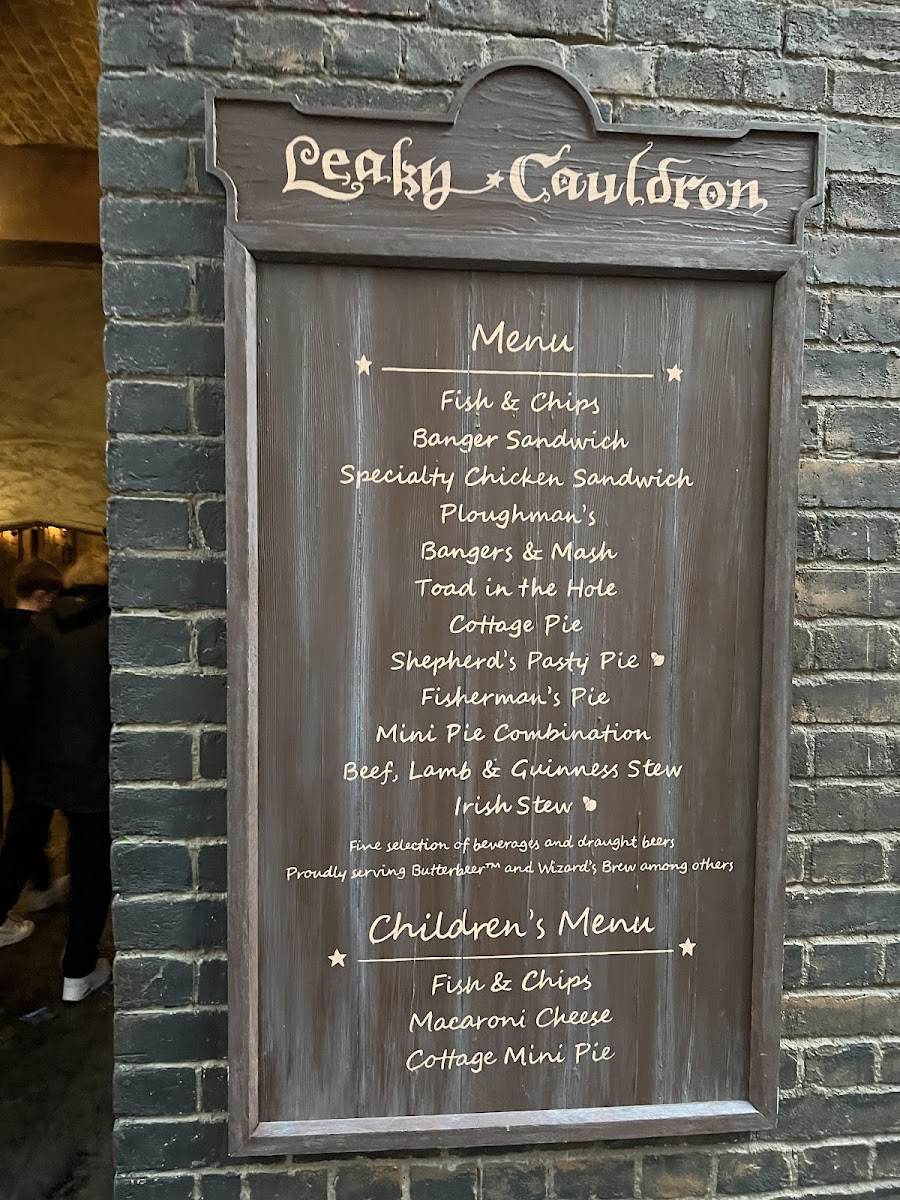 Leaky Cauldron
Menu
Fish & Chips
Banger Sandwich
Specialty Chicken Sandwich
Ploughman's
Bangers & Mash
Toad in the Hole
Cottage Pie
Shepherd's Pasty Pie
Fisherman's Pie
Mini Pie Combination
Beef, Lamb & Guinness Stew
Irish Stew
Fine selection of beverages and draught beers
Proudly serving Butterbeer™ and Wizard's Brew among others
Children's Menu
Fish & Chips
Macaroni Cheese
Cottage Mini Pie